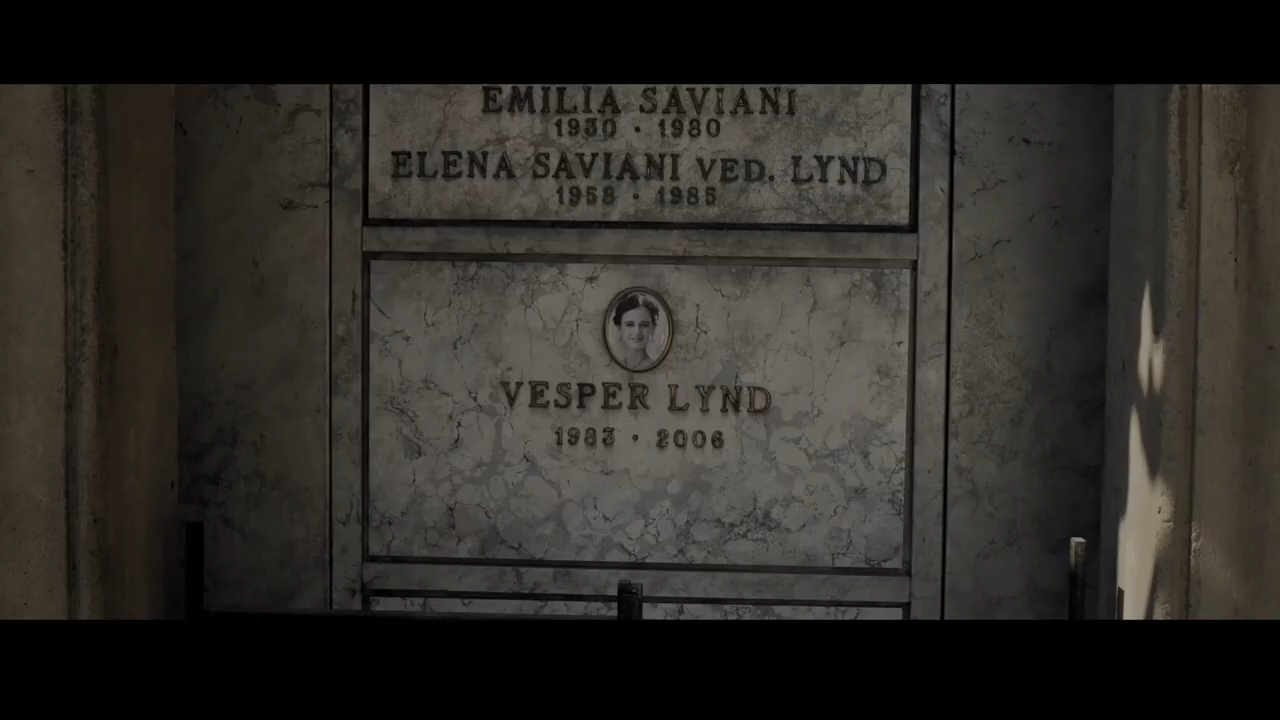 EMILIA SAVIANI
1930 · 1980
ELENA SAVIANI VED. LYND
1958 · 1985
VESPER LYND
1983 · 2006